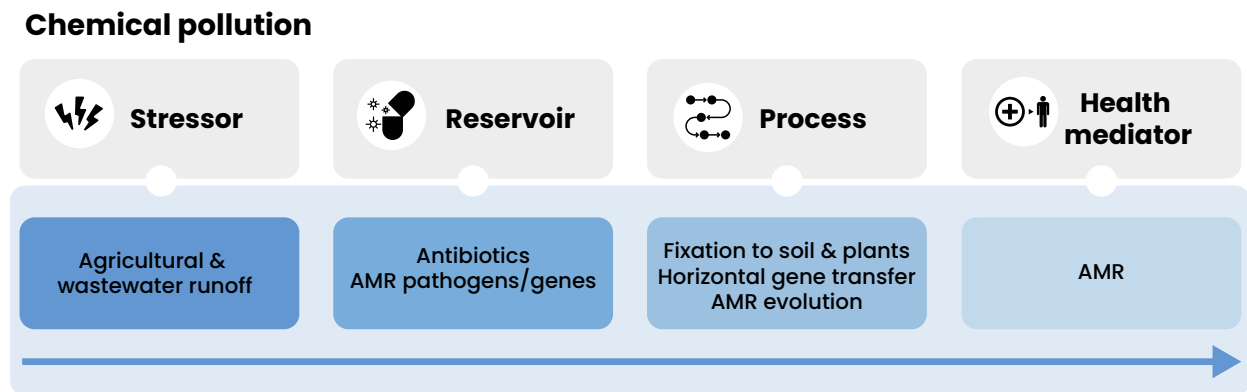 Chemical pollution
Stressor
Reservoir
Process
Health
mediator
Agricultural &
wastewater runoff
Antibiotics
AMR pathogens/genes
Fixation to soil & plants
Horizontal gene transfer
AMR evolution
AMR